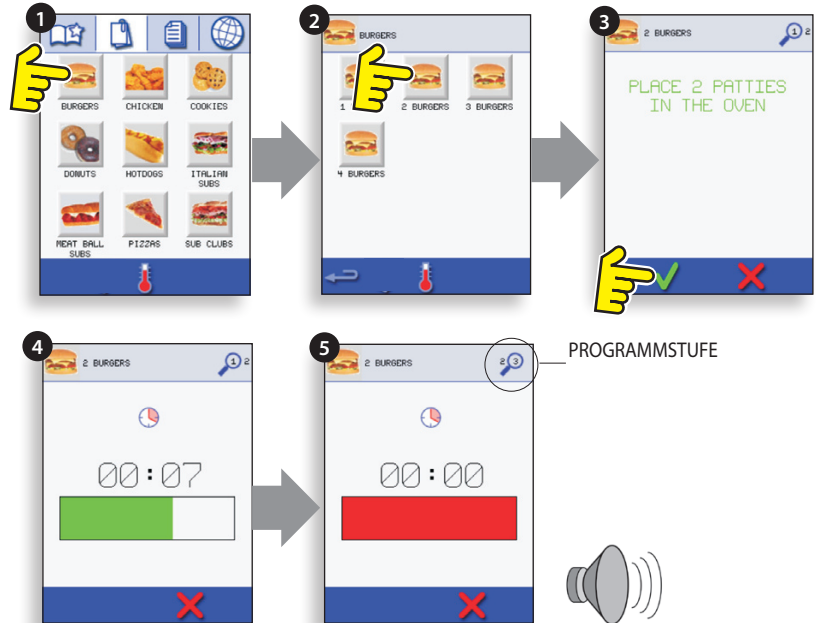 1
BURGERS
CHICKEN
COOKIES
DONUTS
HOTDOGS
ITALIAN
SUBS
MEAT BALL
SUBS
PIZZAS
SUB CLUBS
2
BURGERS
1
2 BURGERS
3 BURGERS
4 BURGERS
3
2 BURGERS
1 2
PLACE 2 PATTIES
IN THE OVEN
4
2 BURGERS
1 2
00:07
5
2 BURGERS
2 3
PROGRAMMSTUFE
00:00